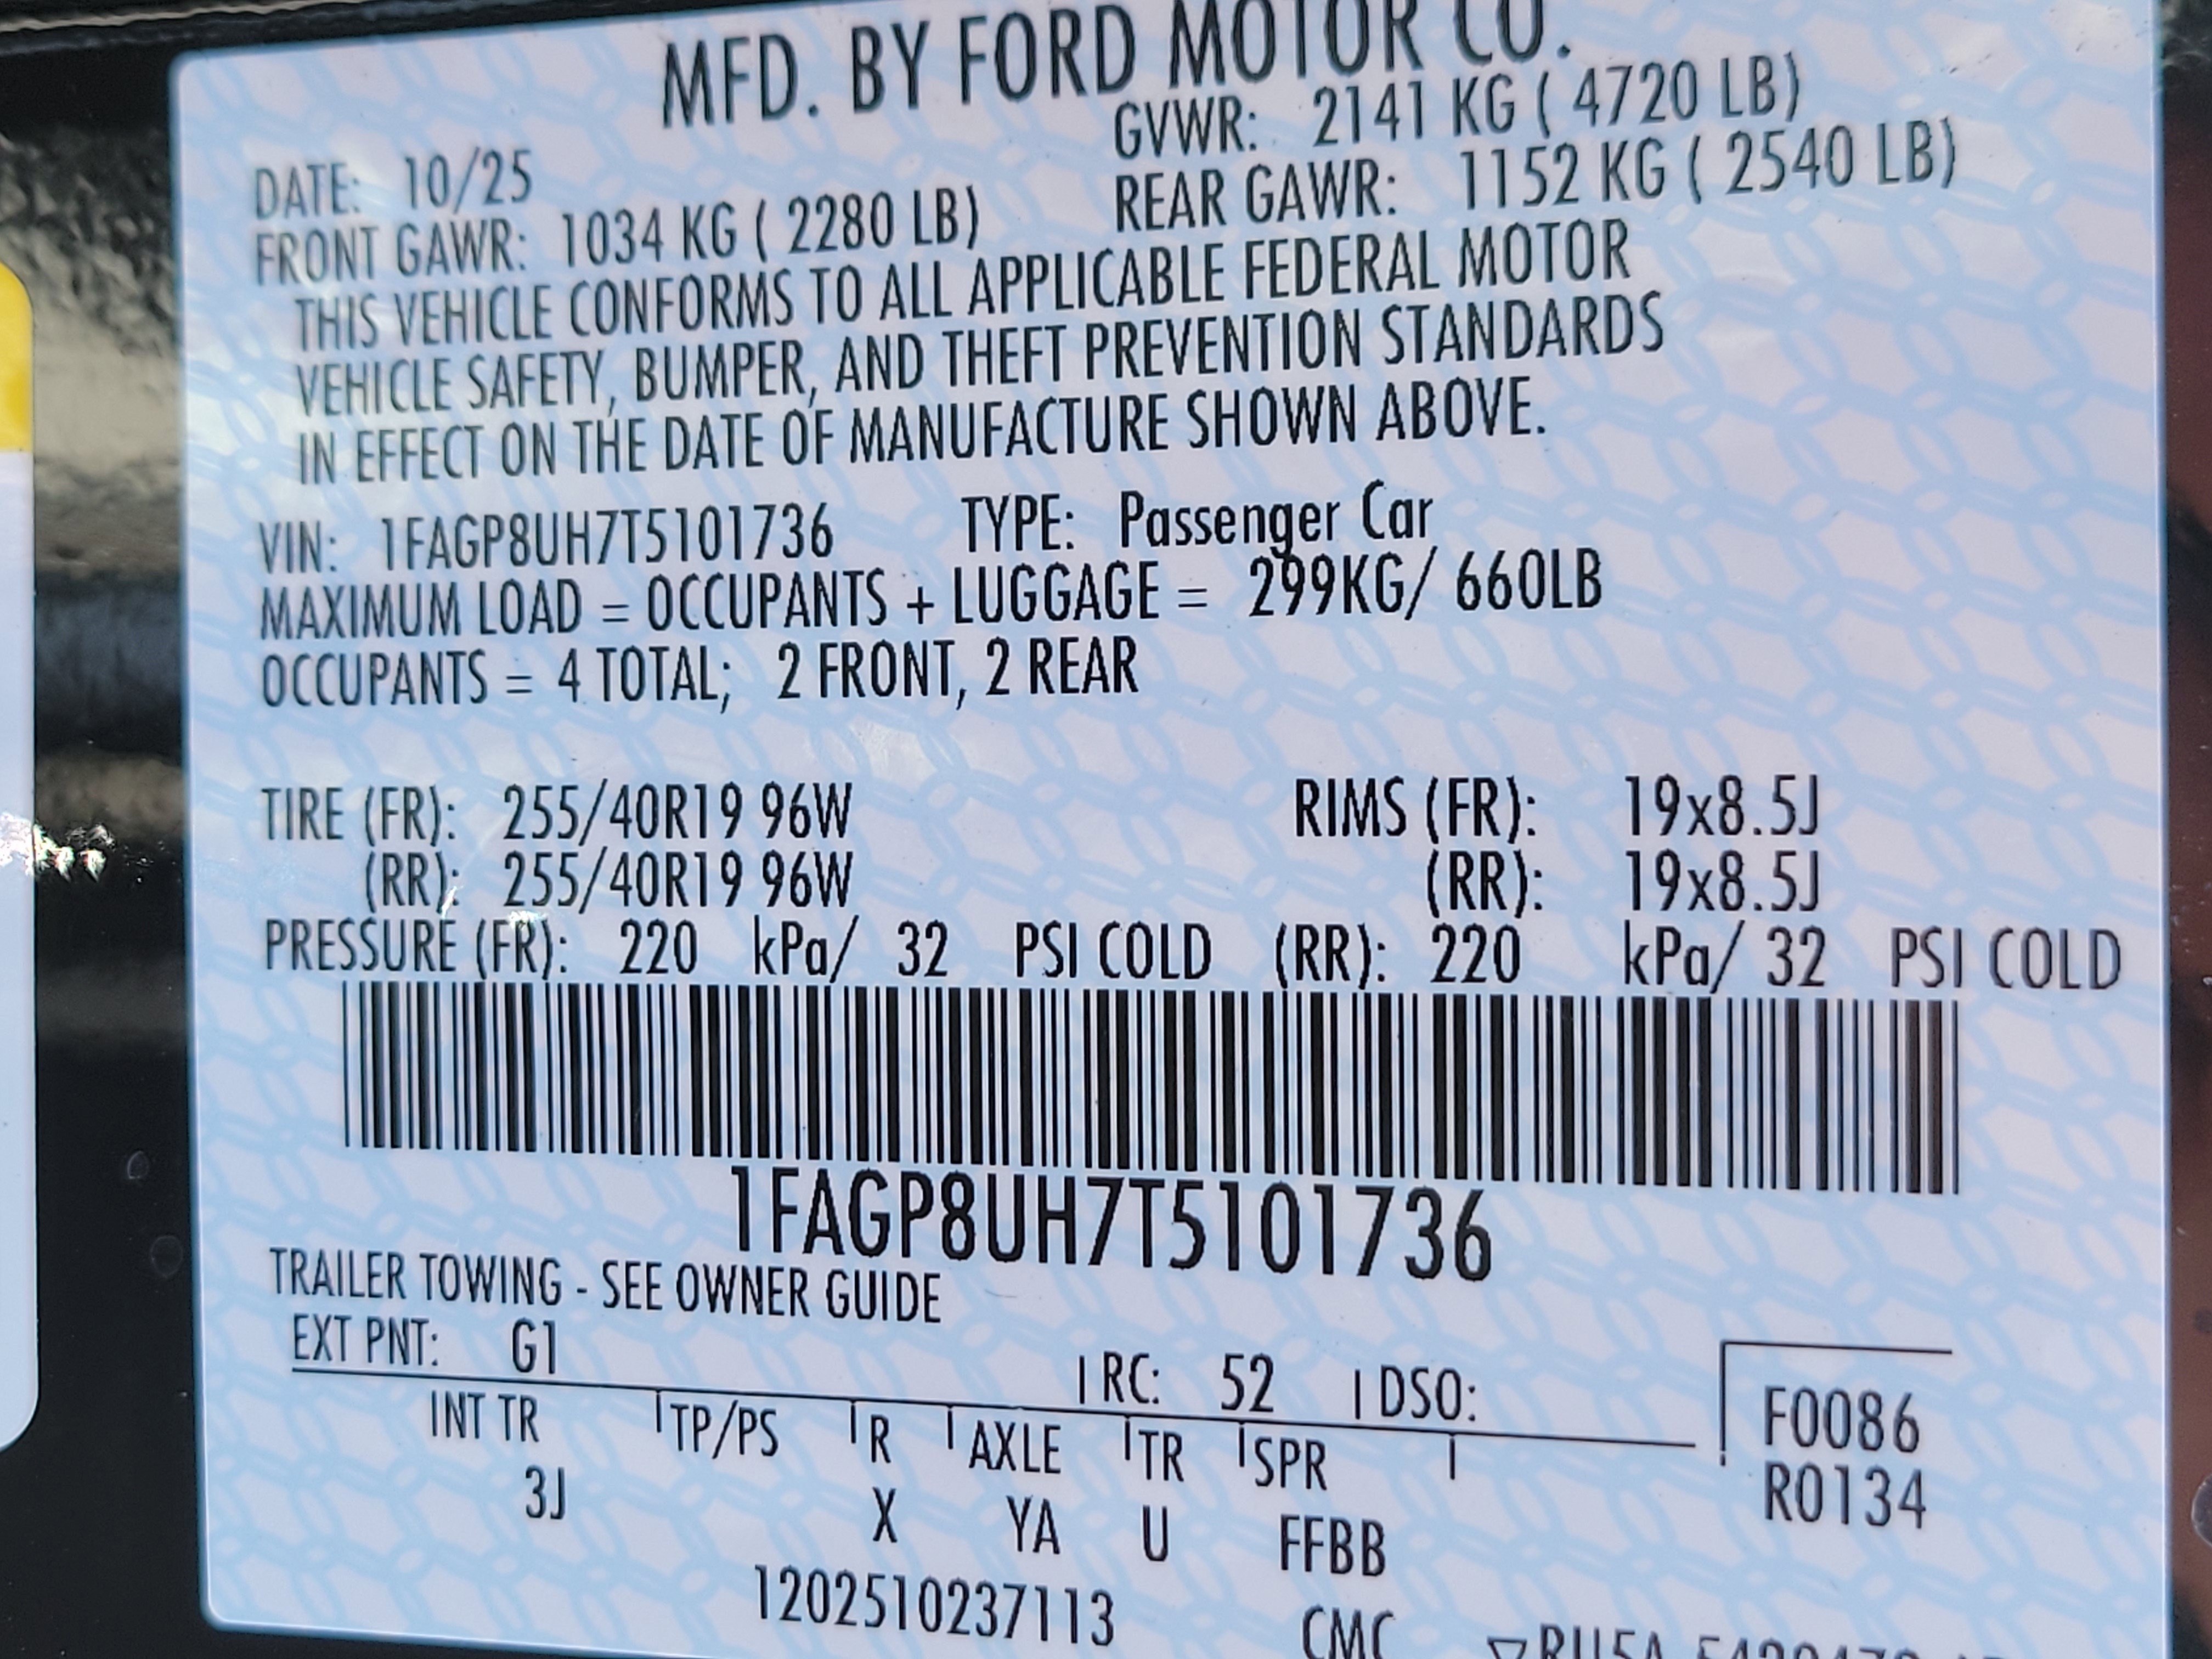 MFD. BY FORD MOTOR CO.
DATE: 10/25 GVWR: 2141 KG ( 4720 LB)
FRONT GAWR: 1034 KG ( 2280 LB) REAR GAWR: 1152 KG ( 2540 LB)
THIS VEHICLE CONFORMS TO ALL APPLICABLE FEDERAL MOTOR
VEHICLE SAFETY, BUMPER, AND THEFT PREVENTION STANDARDS
IN EFFECT ON THE DATE OF MANUFACTURE SHOWN ABOVE.
VIN: 1FAGP8UH7T5101736 TYPE: Passenger Car
MAXIMUM LOAD = OCCUPANTS + LUGGAGE = 299KG/ 660LB
OCCUPANTS = 4 TOTAL; 2 FRONT, 2 REAR
TIRE (FR): 255/40R19 96W RIMS (FR): 19x8.5J
(RR): 255/40R19 96W (RR): 19x8.5J
PRESSURE (FR): 220 kPa/ 32 PSI COLD (RR): 220 kPa/ 32 PSI COLD
1FAGP8UH7T5101736
TRAILER TOWING - SEE OWNER GUIDE
EXT PNT: G1 RC: 52 DSO:
F0086
R0134
INT TR TP/PS R AXLE TR SPR
3J X YA U FFBB
1202510237113 CMC